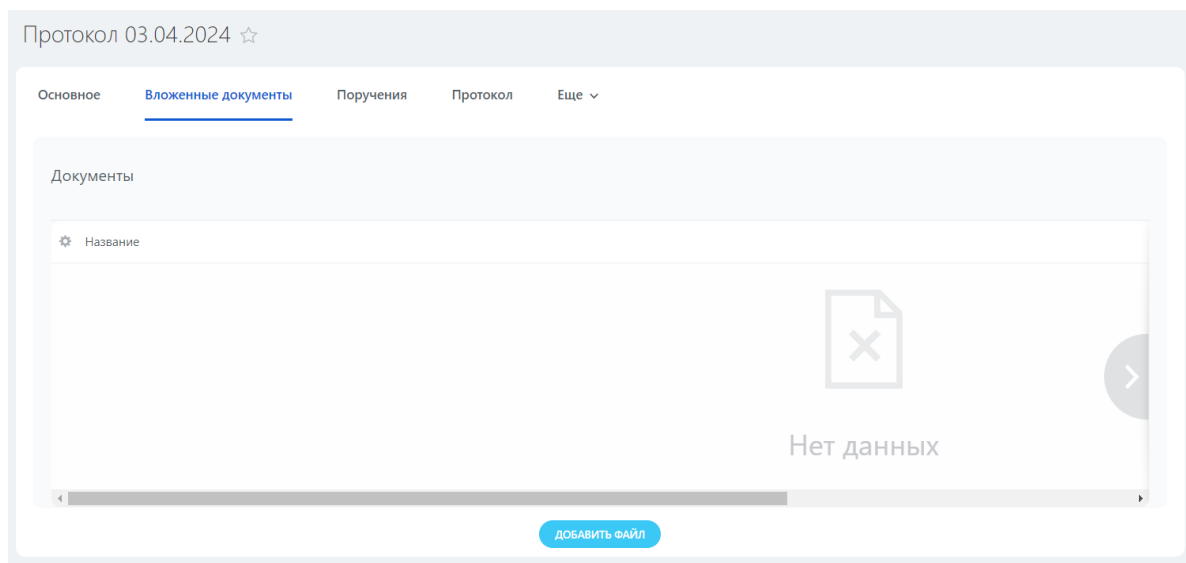 Протокол 03.04.2024
Основное Вложенные документы Поручения Протокол Еще
Документы
Название
Нет данных
ДОБАВИТЬ ФАЙЛ